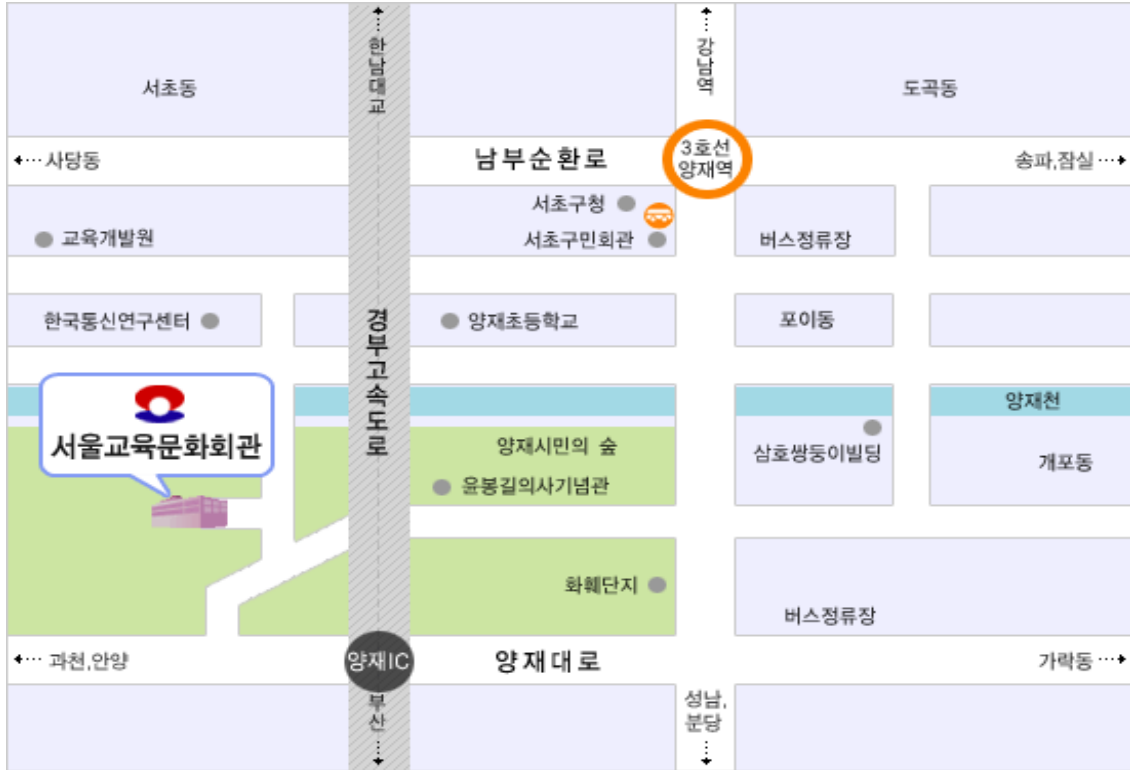 한남대교
강남역
서초동
도곡동
사당동
남부순환로
3호선
양재역
송파,잠실
서초구청
교육개발원
서초구민회관
버스정류장
한국통신연구센터
경부고속도로
양재초등학교
포이동
양재천
서울교육문화회관
양재시민의 숲
삼호쌍둥이빌딩
개포동
윤봉길의사기념관
화훼단지
버스정류장
과천,안양
양재IC
양재대로
가락동
부산
성남,
분당